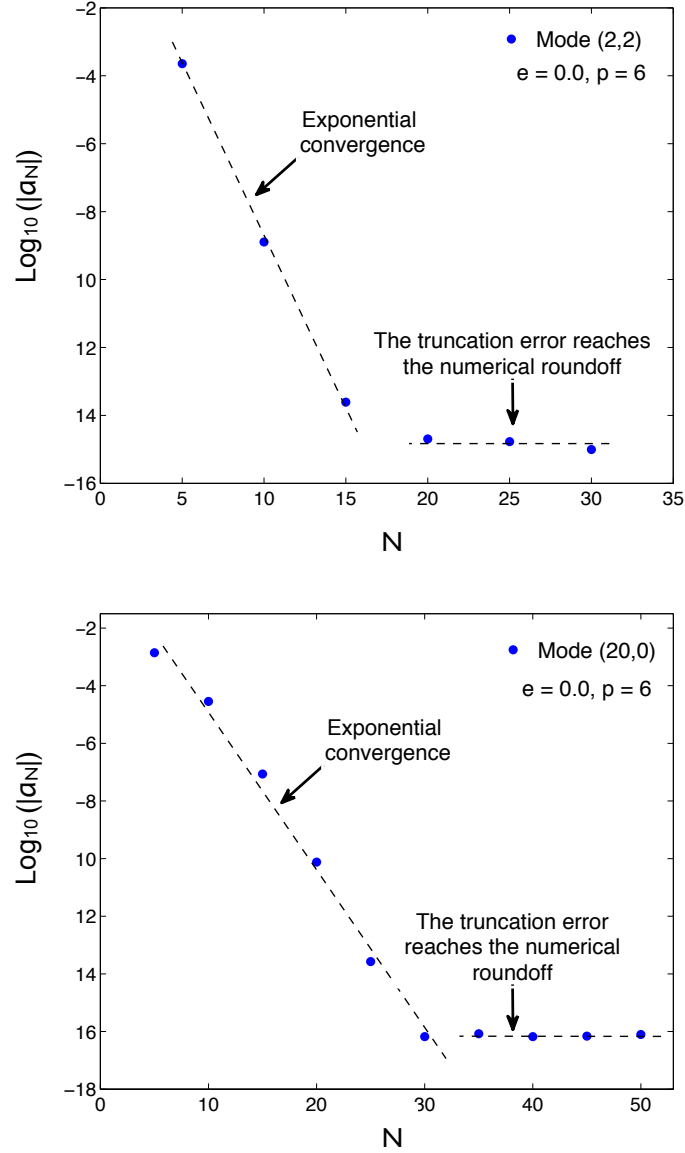 −2
Mode (2,2)
e = 0.0, p = 6
−4
Exponential
convergence
−6
−8
Log10 (|aN|)
10
12
The truncation error reaches
the numerical roundoff
14
−16
0 5 10 15 20 25 30 35
N
−2
Mode (20,0)
e = 0.0, p = 6
−4
Exponential
convergence
−6
−8
Log10 (|aN|)
10
12
The truncation error
reaches the numerical
roundoff
14
16
−18
0 10 20 30 40 50
N